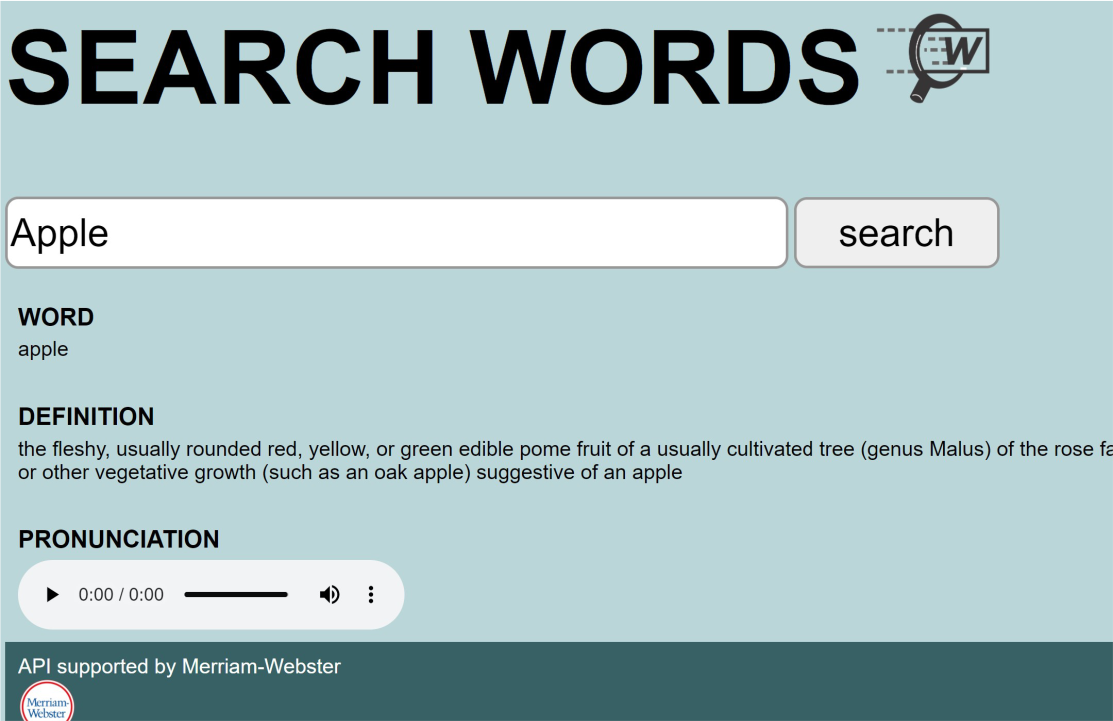 SEARCH WORDS
W
Apple
search
WORD
apple
DEFINITION
the fleshy, usually rounded red, yellow, or green edible pome fruit of a usually cultivated tree (genus Malus) of the rose
or other vegetative growth (such as an oak apple) suggestive of an apple
PRONUNCIATION
0:00 / 0:00
API supported by Merriam-Webster
Merriam-
Webster